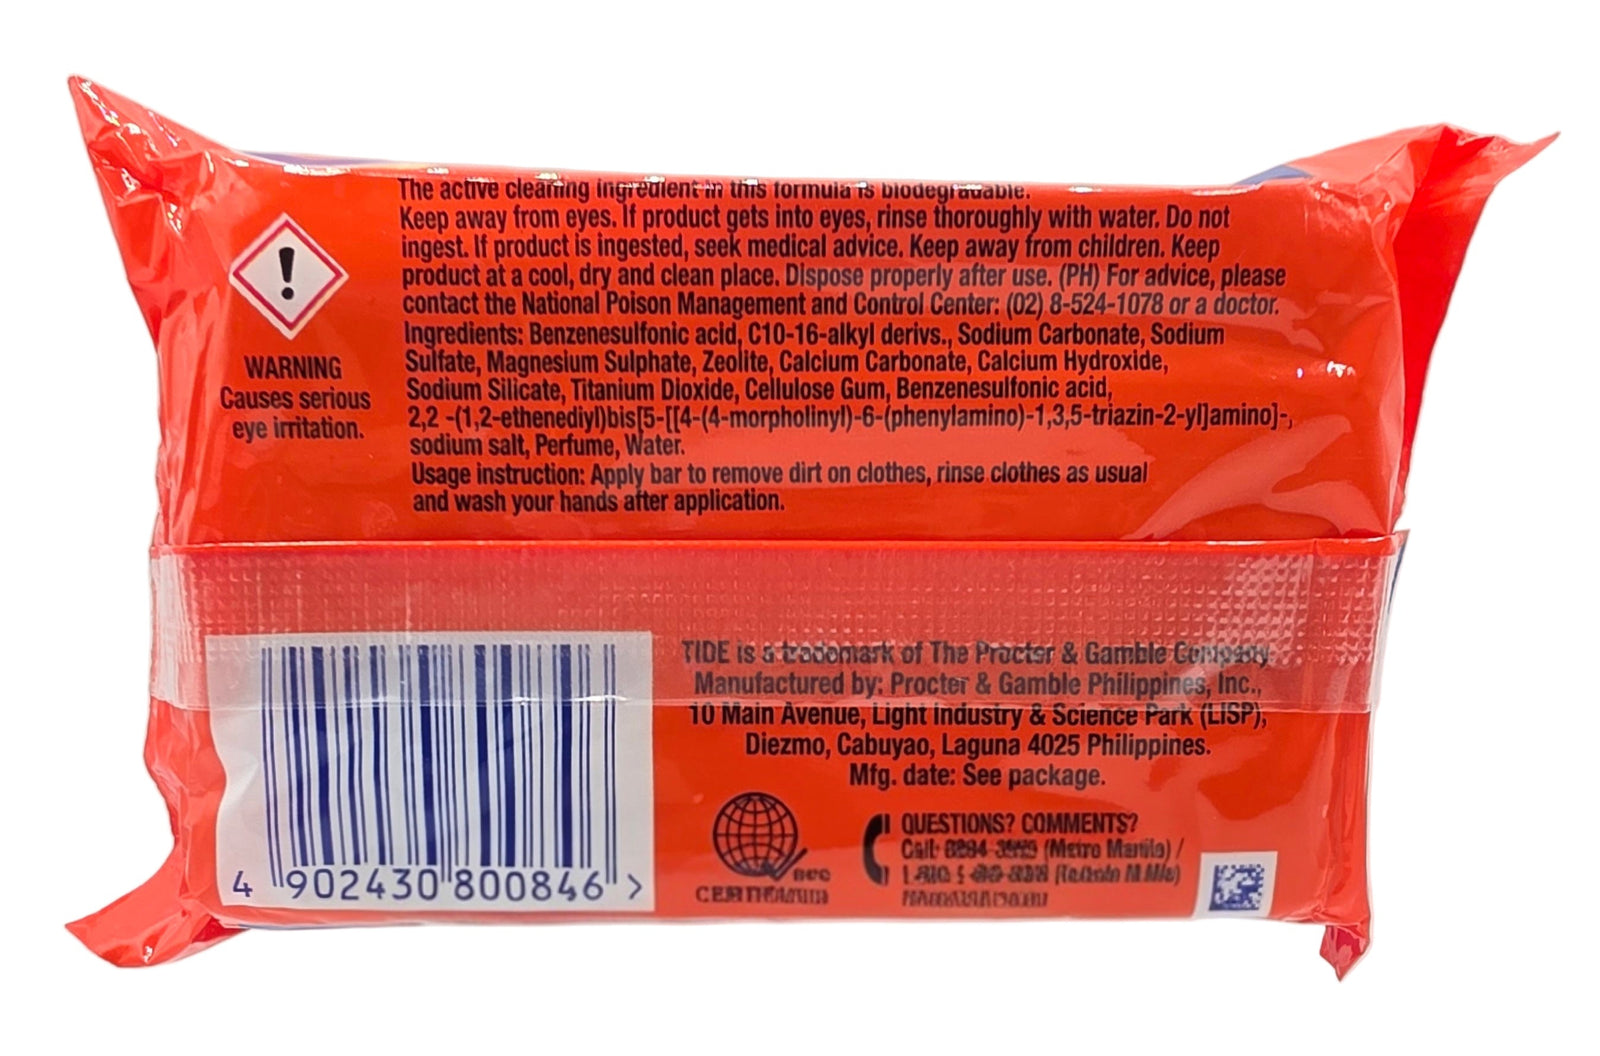 The active cleaning ingredient in this formula is biodegradable.
Keep away from eyes. If product gets into eyes, rinse thoroughly with water. Do not
ingest. If product is ingested, seek medical advice. Keep away from children. Keep
product at a cool, dry and clean place. Dispose properly after use. (PH) For advice, please
contact the National Poison Management and Control Center: (02) 8-524-1078 or a doctor.
Ingredients: Benzenesulfonic acid, C10-16-alkyl derivs., Sodium Carbonate, Sodium
Sulfate, Magnesium Sulphate, Zeolite, Calcium Carbonate, Calcium Hydroxide,
Sodium Silicate, Titanium Dioxide, Cellulose Gum, Benzenesulfonic acid,
2,2 -(1,2-ethenediyl)bis[5-[[4-(4-morpholinyl)-6-(phenylamino)-1,3,5-triazin-2-yl]amino]-,
sodium salt, Perfume, Water.
Usage instruction: Apply bar to remove dirt on clothes, rinse clothes as usual
and wash your hands after application.
WARNING
Causes serious
eye irritation.
4 902430 800846 >
TIDE is a trademark of The Procter & Gamble Company
Manufactured by: Procter & Gamble Philippines, Inc.,
10 Main Avenue, Light Industry & Science Park (LISP),
Diezmo, Cabuyao, Laguna 4025 Philippines.
Mfg. date: See package.
QUESTIONS? COMMENTS?
Call: (Metro Manila) /